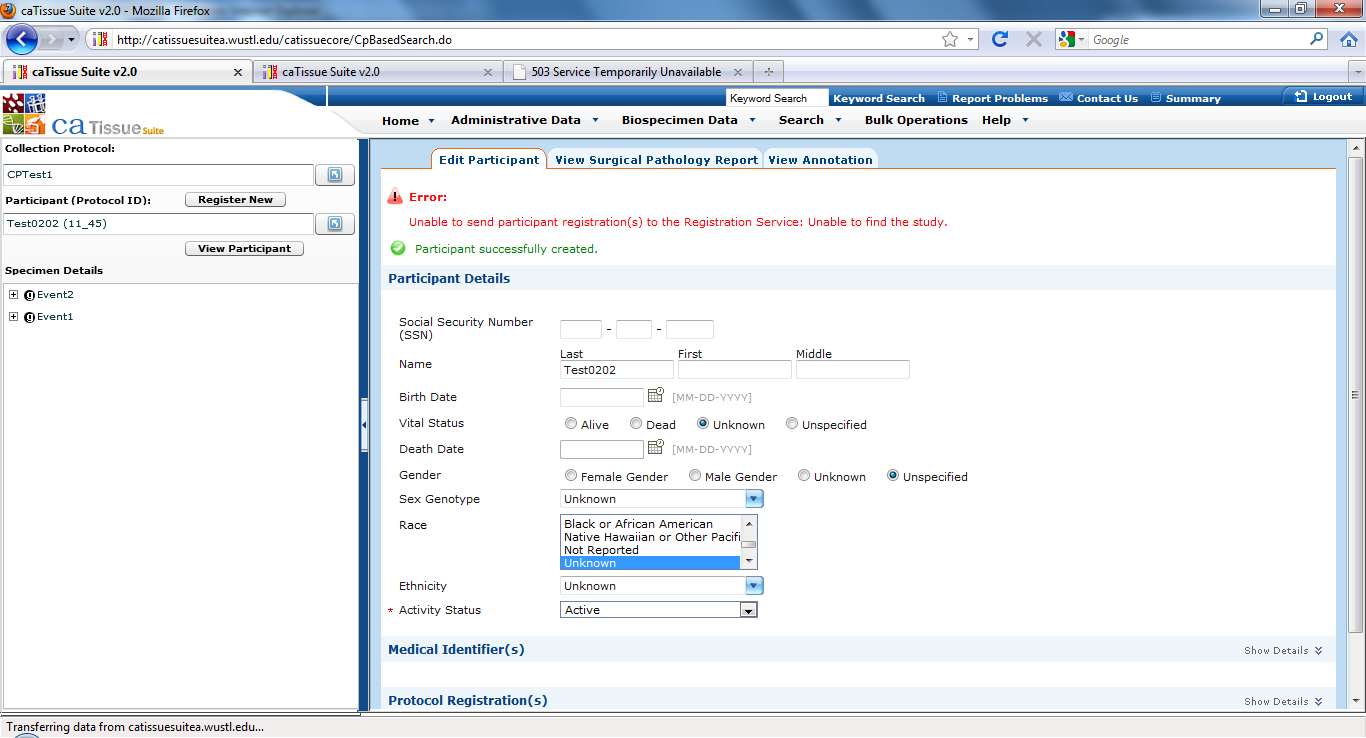 caTissue Suite v2.0 - Mozilla Firefox
http://catissuesuitea.wustl.edu/catissuecore/CpBasedSearch.do
Google
caTissue Suite v2.0
caTissue Suite v2.0
503 Service Temporarily Unavailable
Keyword Search
Keyword Search
Report Problems
Contact Us
Summary
Logout
ca Tissue Suite
Home
Administrative Data
Biospecimen Data
Search
Bulk Operations
Help
Collection Protocol:
CPTest1
Participant (Protocol ID):
Register New
Test0202 (11_45)
View Participant
Specimen Details
Event2
Event1
Edit Participant
View Surgical Pathology Report
View Annotation
Error:
Unable to send participant registration(s) to the Registration Service: Unable to find the study.
Participant successfully created.
Participant Details
Social Security Number
(SSN)
- -
Last First Middle
Name
Test0202
Birth Date
[MM-DD-YYYY]
Vital Status
Alive Dead Unknown Unspecified
Death Date
[MM-DD-YYYY]
Gender
Female Gender Male Gender Unknown Unspecified
Sex Genotype
Unknown
Race
Black or African American
Native Hawaiian or Other Pacifi
Not Reported
Unknown
Ethnicity
Unknown
* Activity Status
Active
Medical Identifier(s)
Show Details
Protocol Registration(s)
Show Details
Transferring data from catissuesuitea.wustl.edu...